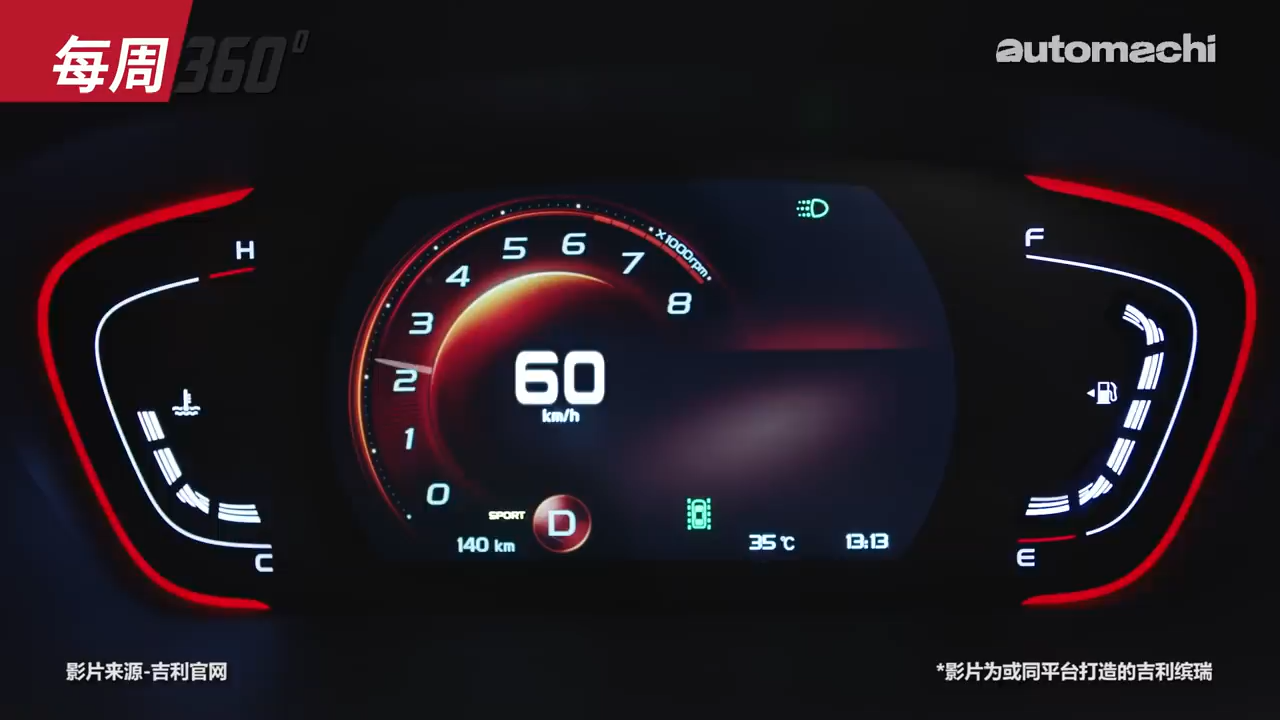 每周360°
automachi
H
C
0
1
2
3
4
5
6
7
8
x1000rpm
60
km/h
SPORT
D
140 km
35℃
13:13
F
E
影片来源-吉利官网
*影片为或同平台打造的吉利缤瑞